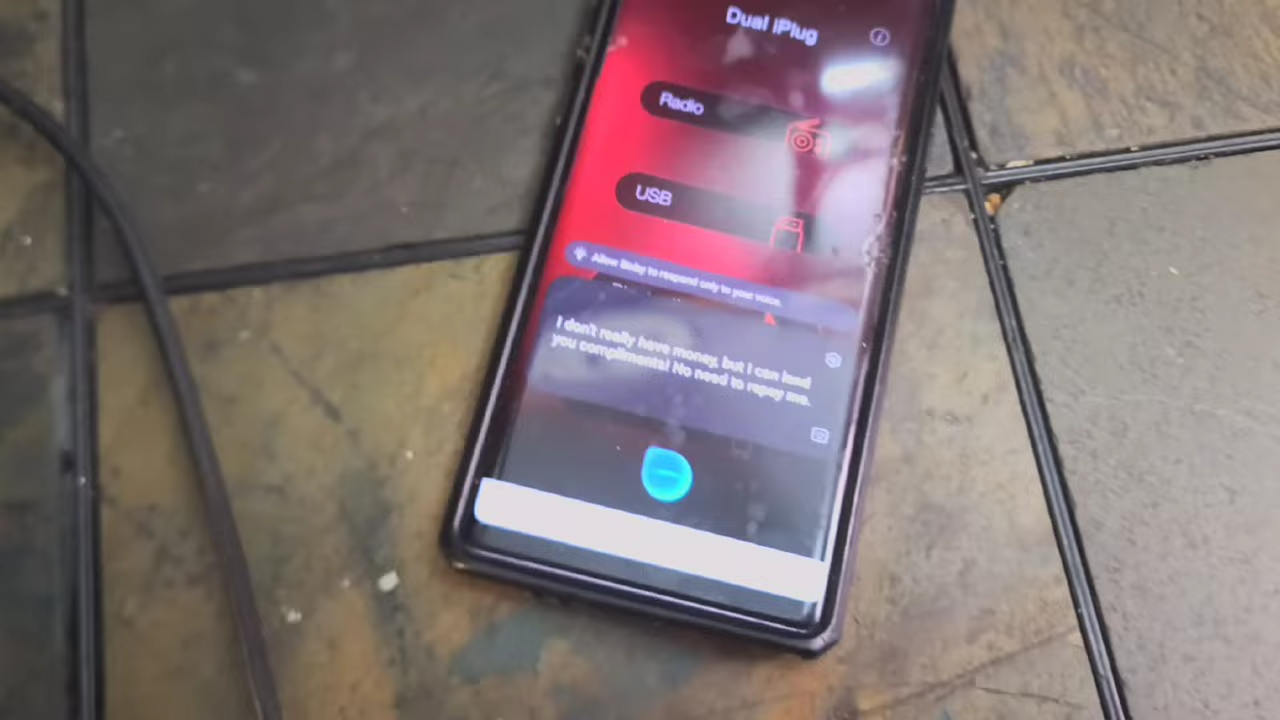 Dual iPlug
Radio
USB
Allow Bixby to respond only to your voice.
I don't really have money, but I can lend
you compliments! No need to repay me.